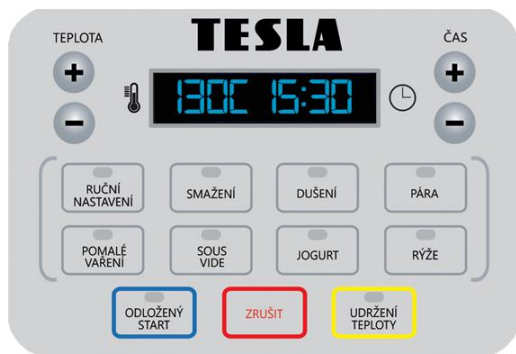 TEPLOTA
TESLA
ČAS
130C 15:30
RUČNÍ
NASTAVENÍ
SMAŽENÍ
DUŠENÍ
PÁRA
POMALÉ
VAŘENÍ
SOUS
VIDE
JOGURT
RÝŽE
ODLOŽENÝ
START
ZRUŠIT
UDRŽENÍ
TEPLOTY